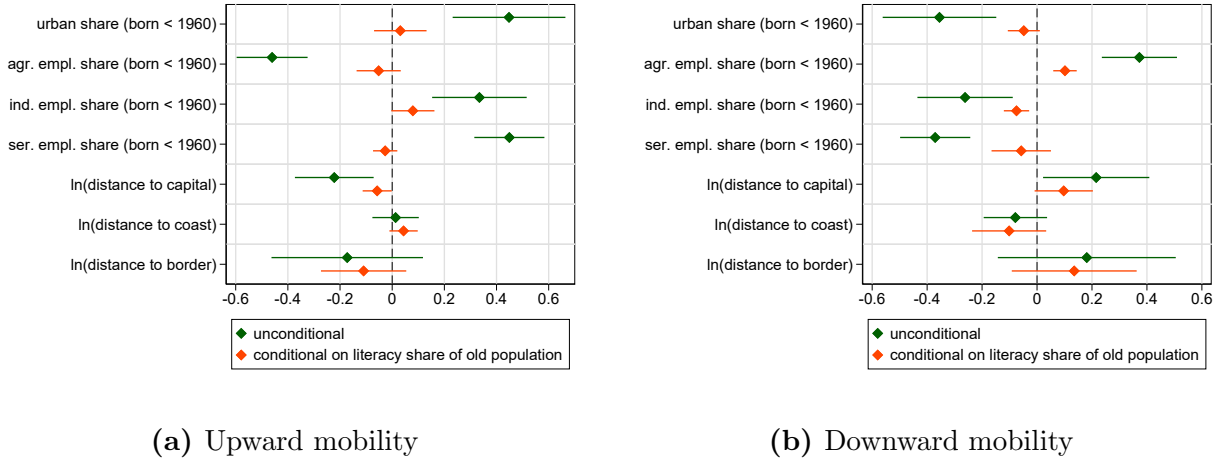 urban share (born < 1960)
agr. empl. share (born < 1960)
ind. empl. share (born < 1960)
ser. empl. share (born < 1960)
ln(distance to capital)
ln(distance to coast)
ln(distance to border)
-0.6 -0.4 -0.2 0 0.2 0.4 0.6
unconditional
conditional on literacy share of old population
(a) Upward mobility
urban share (born < 1960)
agr. empl. share (born < 1960)
ind. empl. share (born < 1960)
ser. empl. share (born < 1960)
ln(distance to capital)
ln(distance to coast)
ln(distance to border)
-0.6 -0.4 -0.2 0 0.2 0.4 0.6
unconditional
conditional on literacy share of old population
(b) Downward mobility